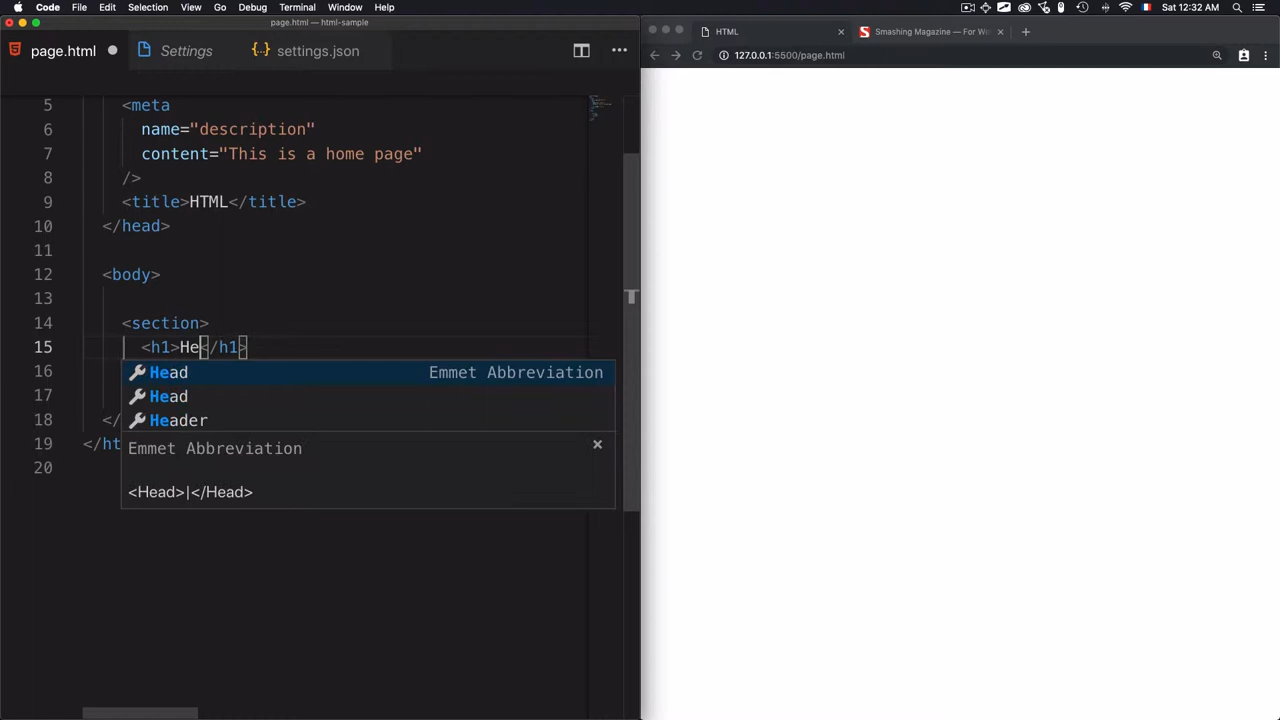 Code File Edit Selection View Go Debug Terminal Window Help Sat 12:32 AM
page.html — html-sample
page.html Settings {..} settings.json
HTML × Smashing Magazine — For We ×
127.0.0.1:5500/page.html
5 <meta
6 name="description"
7 content="This is a home page"
8 />
9 <title>HTML</title>
10 </head>
11
12 <body>
13
14 <section>
15 <h1>He</h1>
16 Head Emmet Abbreviation
17 Head
18 </ Header
19 </ht Emmet Abbreviation
20
<Head>|</Head>